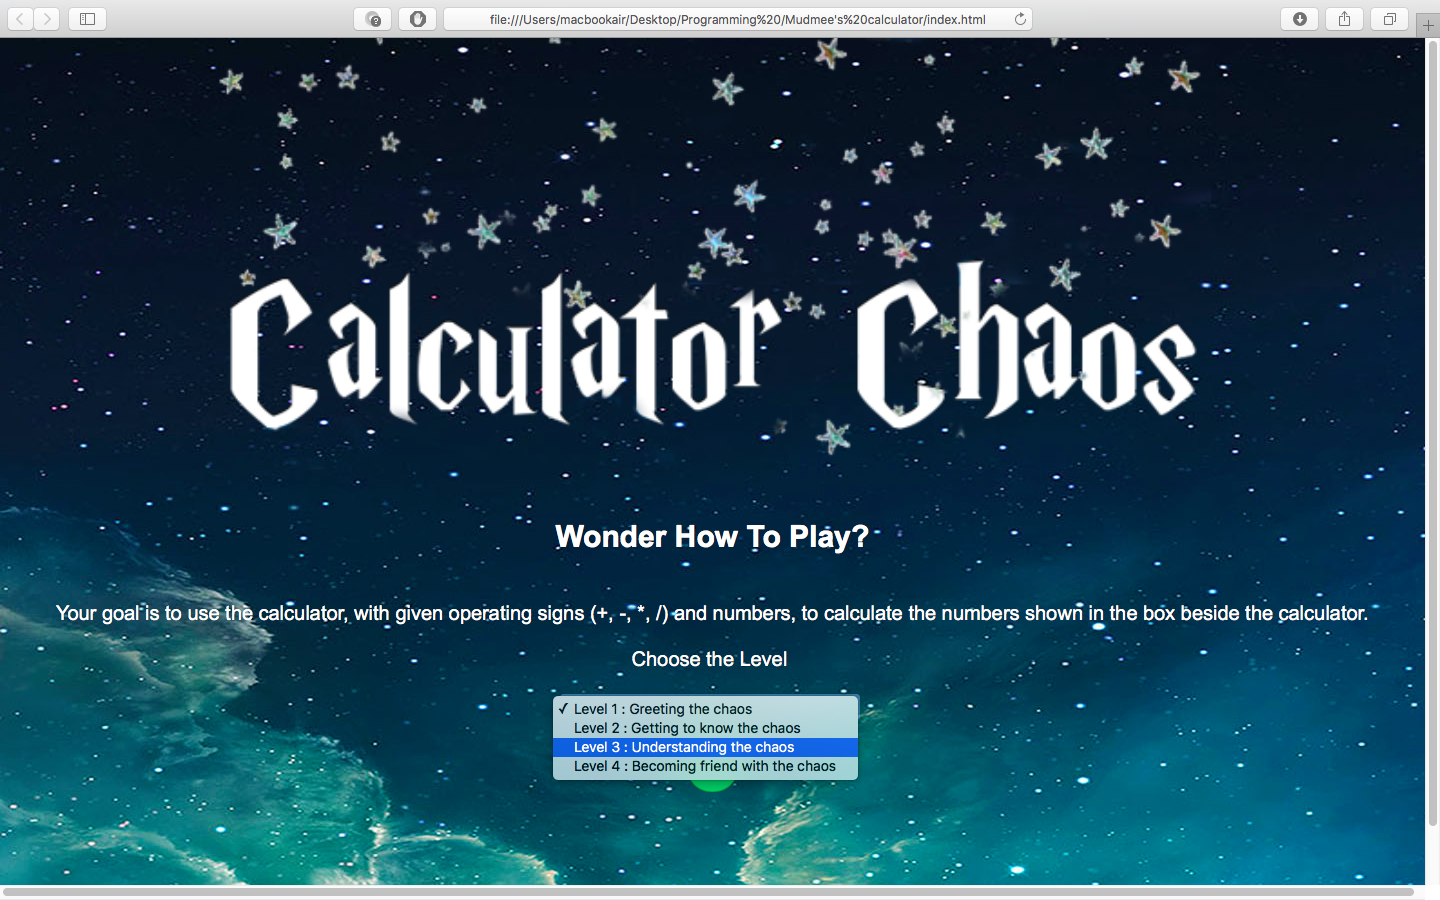 file:///Users/macbookair/Desktop/Programming%20/Mudmee's%20calculator/index.html
Calculator Chaos
Wonder How To Play?
Your goal is to use the calculator, with given operating signs (+, -, *, /) and numbers, to calculate the numbers shown in the box beside the calculator.
Choose the Level
✓ Level 1 : Greeting the chaos
Level 2 : Getting to know the chaos
Level 3 : Understanding the chaos
Level 4 : Becoming friend with the chaos